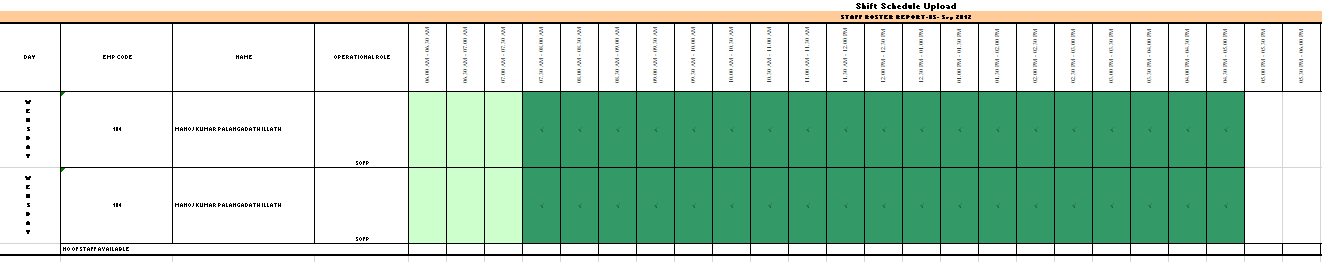 Shift Schedule Upload
STAFF ROSTER REPORT-05- Sep 2012
DAY EMP CODE NAME OPERATIONAL ROLE 06.00 AM - 06.30 AM 06.30 AM - 07.00 AM 07.00 AM - 07.30 AM 07.30 AM - 08.00 AM 08.00 AM - 08.30 AM 08.30 AM - 09.00 AM 09.00 AM - 09.30 AM 09.30 AM - 10.00 AM 10.00 AM - 10.30 AM 10.30 AM - 11.00 AM 11.00 AM - 11.30 AM 11.30 AM - 12.00 PM 12.00 PM - 12.30 PM 12.30 PM - 01.00 PM 01.00 PM - 01.30 PM 01.30 PM - 02.00 PM 02.00 PM - 02.30 PM 02.30 PM - 03.00 PM 03.00 PM - 03.30 PM 03.30 PM - 04.00 PM 04.00 PM - 04.30 PM 04.30 PM - 05.00 PM 05.00 PM - 05.30 PM 05.30 PM - 06.00 PM
MANOJ KUMAR PALANGADATH ILLATH
SOFP
MANOJ KUMAR PALANGADATH ILLATH
SOFP
NO OF STAFF AVAILABLE